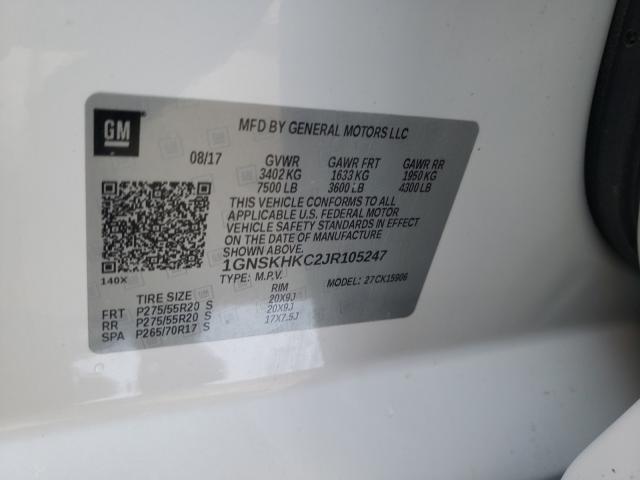 GM
MFD BY GENERAL MOTORS LLC
08/17 GVWR GAWR FRT GAWR RR
3402 KG 1633 KG 1950 KG
7500 LB 3600 LB 4300 LB
THIS VEHICLE CONFORMS TO ALL
APPLICABLE U.S. FEDERAL MOTOR
VEHICLE SAFETY STANDARDS IN EFFECT
ON THE DATE OF MANUFACTURE SHOWN ABOVE.
1GNSKHKC2JR105247
140X TYPE: M.P.V. MODEL: 27CK15906
TIRE SIZE RIM
FRT P275/55R20 S 20X9J
RR P275/55R20 S 20X9J
SPA P265/70R17 S 17X7.5J